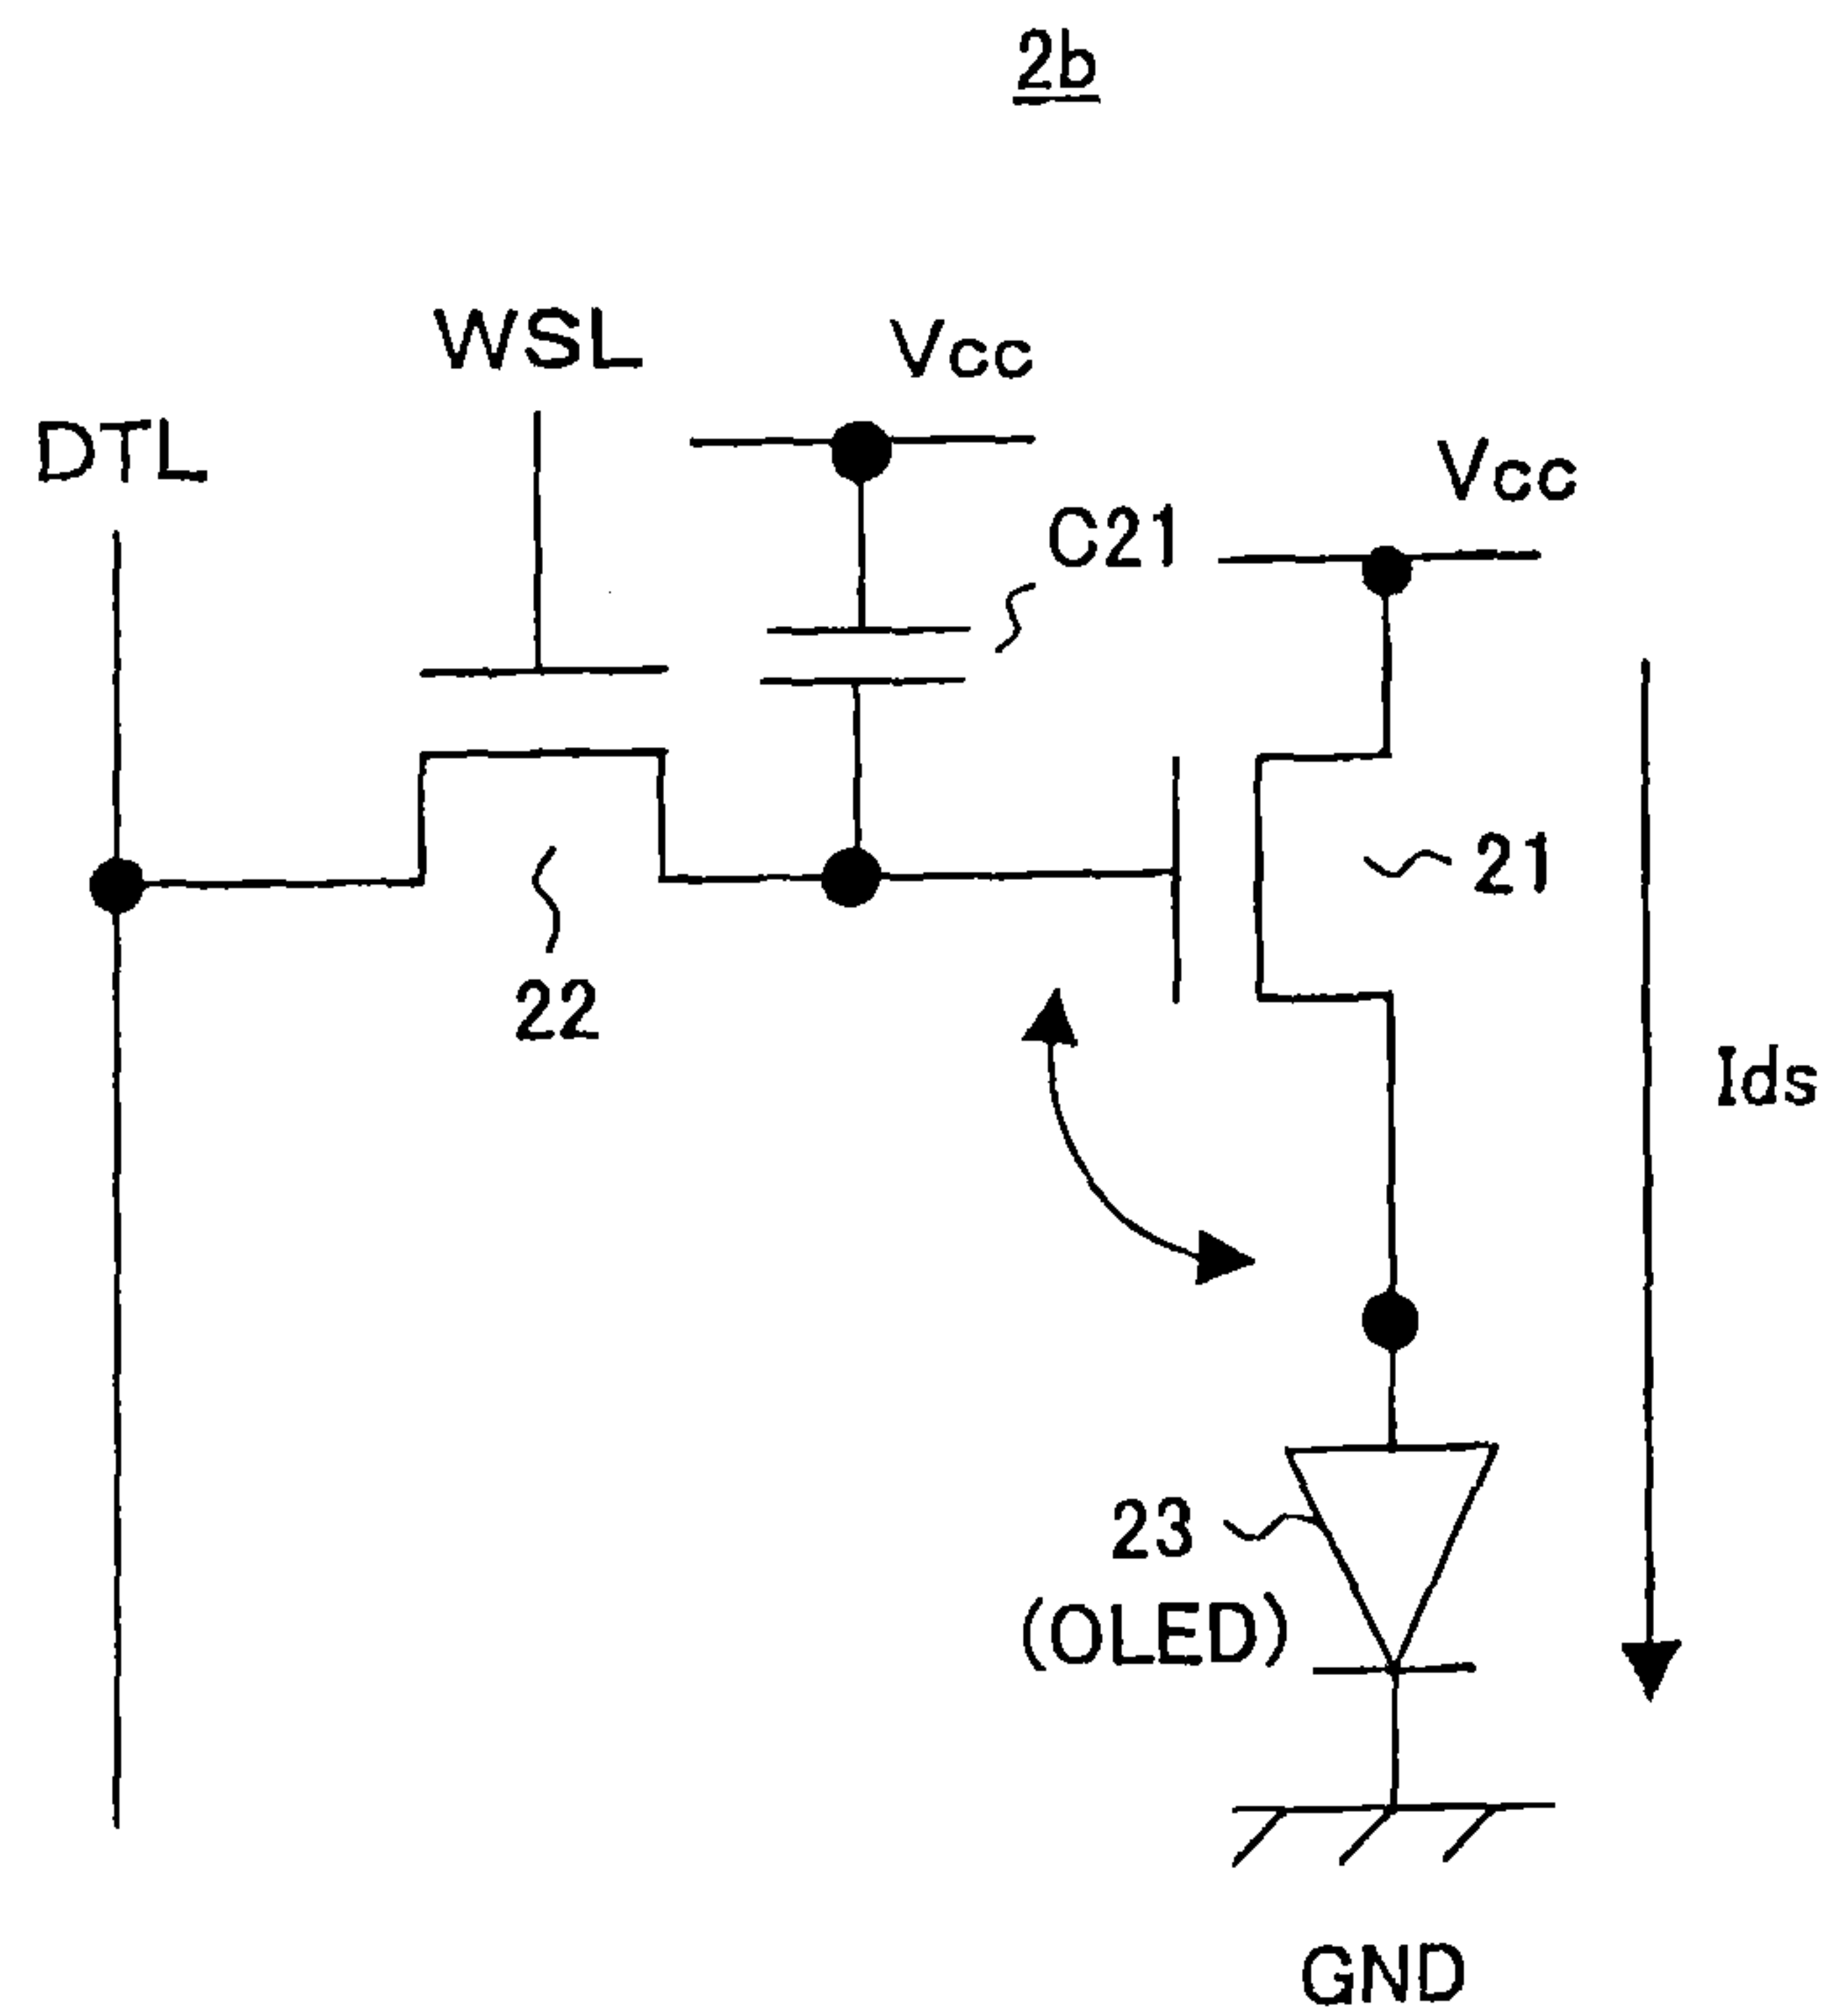 2b
WSL
Vcc
DTL
Vcc
C21
21
22
Ids
23
(OLED)
GND